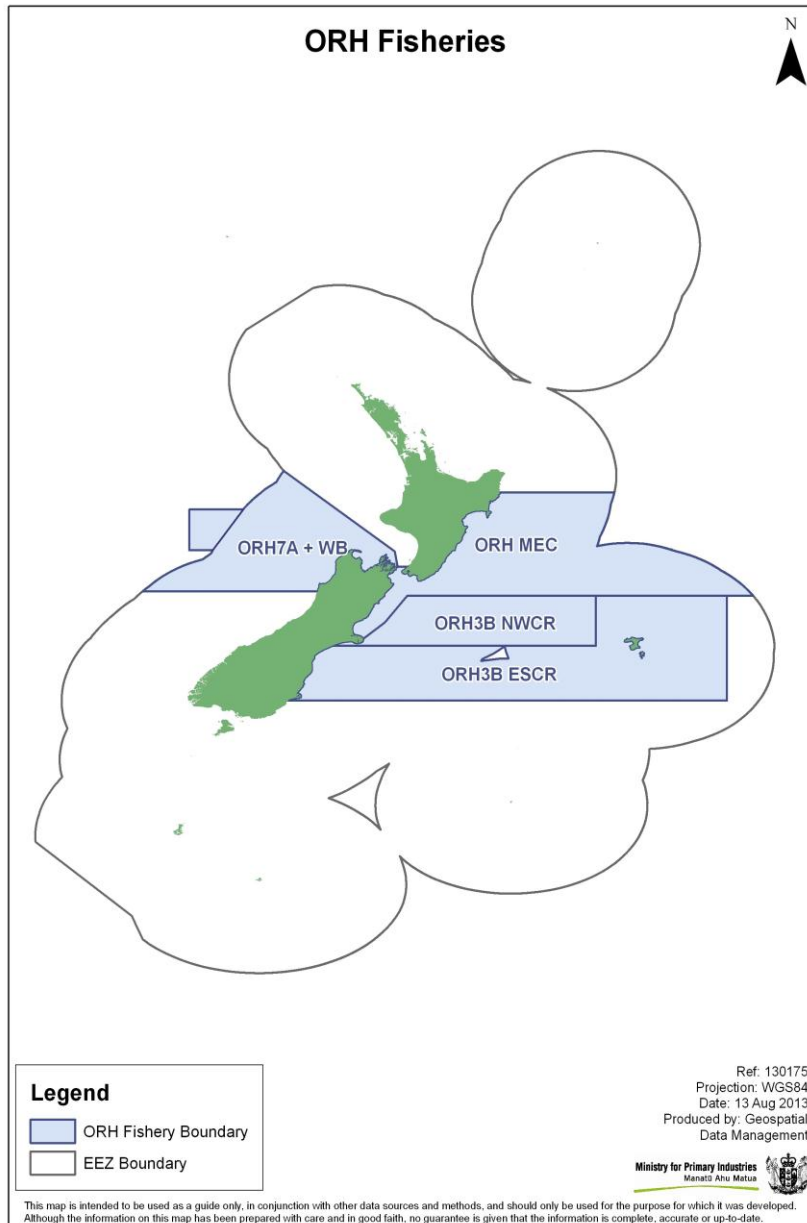 ORH Fisheries
N
ORH7A + WB
ORH MEC
ORH3B NWCR
ORH3B ESCR
Legend
ORH Fishery Boundary
EEZ Boundary
Ref: 130175
Projection: WGS84
Date: 13 Aug 2013
Produced by: Geospatial
Data Management
Ministry for Primary Industries
Manatū Ahu Matua
This map is intended to be used as a guide only, in conjunction with other data sources and methods, and should only be used for the purpose for which it was developed.
Although the information on this map has been prepared with care and in good faith, no guarantee is given that the information is complete, accurate or up-to-date.